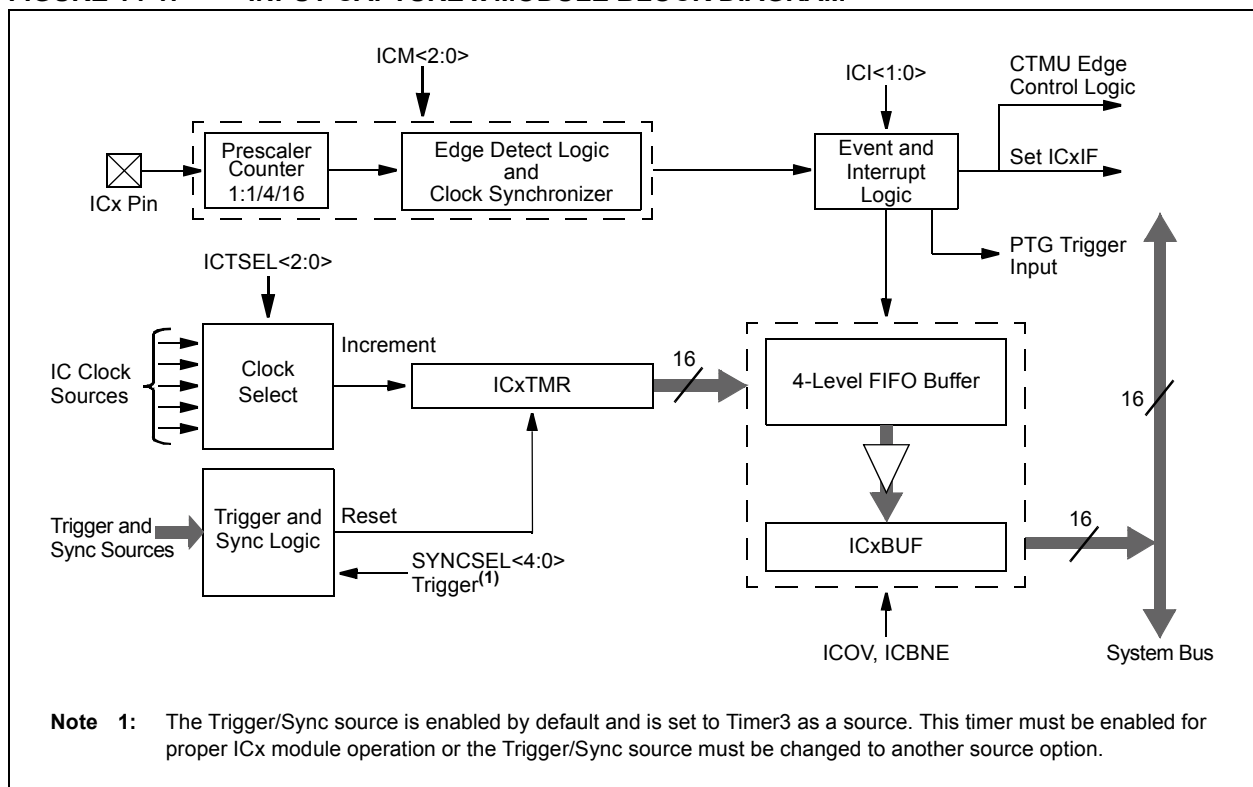 ICM<2:0>
ICI<1:0>
CTMU Edge
Control Logic
Prescaler
Counter
1:1/4/16
Edge Detect Logic
and
Clock Synchronizer
Event and
Interrupt
Logic
Set ICxIF
ICx Pin
PTG Trigger
Input
ICTSEL<2:0>
IC Clock
Sources
Clock
Select
Increment
ICxTMR
16
4-Level FIFO Buffer
16
Trigger and
Sync Sources
Trigger and
Sync Logic
Reset
SYNCSEL<4:0>
Trigger(1)
ICxBUF
16
ICOV, ICBNE
System Bus
Note 1: The Trigger/Sync source is enabled by default and is set to Timer3 as a source. This timer must be enabled for
proper ICx module operation or the Trigger/Sync source must be changed to another source option.